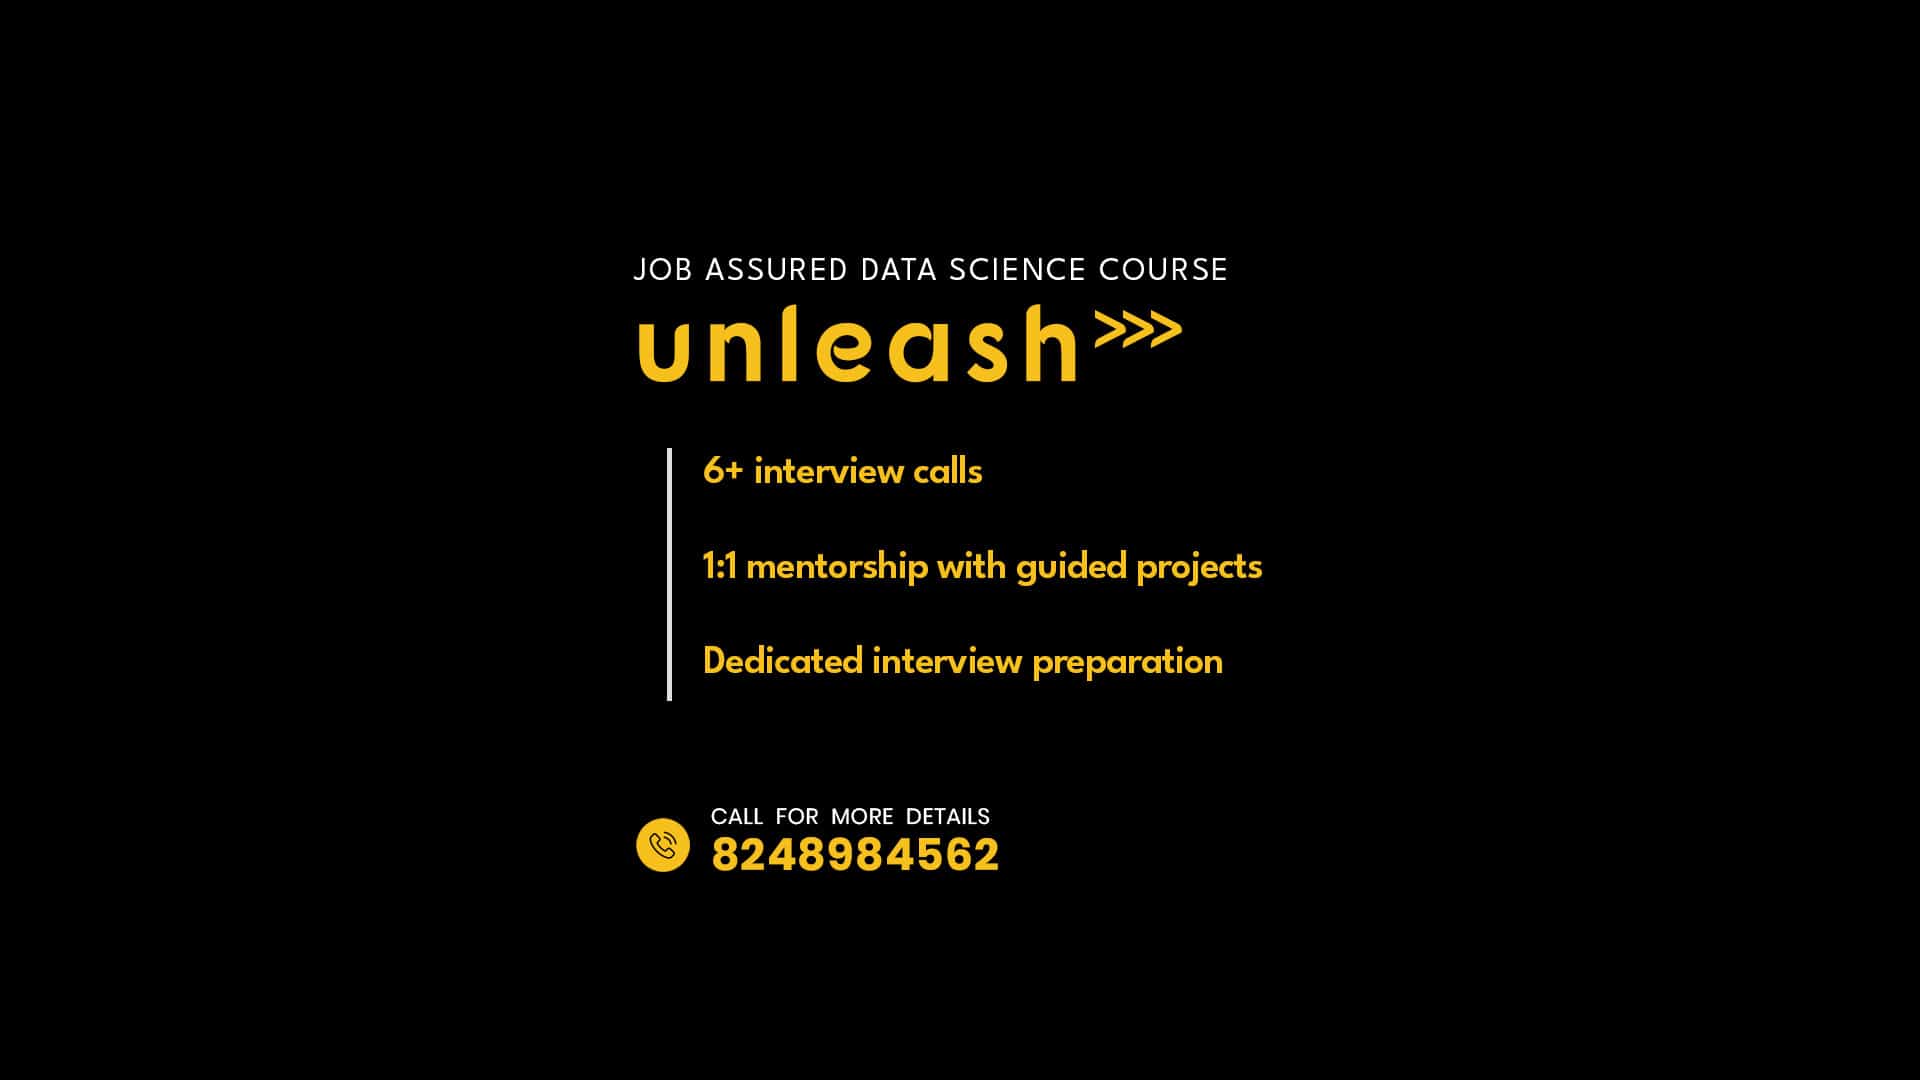 JOB ASSURED DATA SCIENCE COURSE
unleash>>>
6+ interview calls
1:1 mentorship with guided projects
Dedicated interview preparation
CALL FOR MORE DETAILS
8248984562